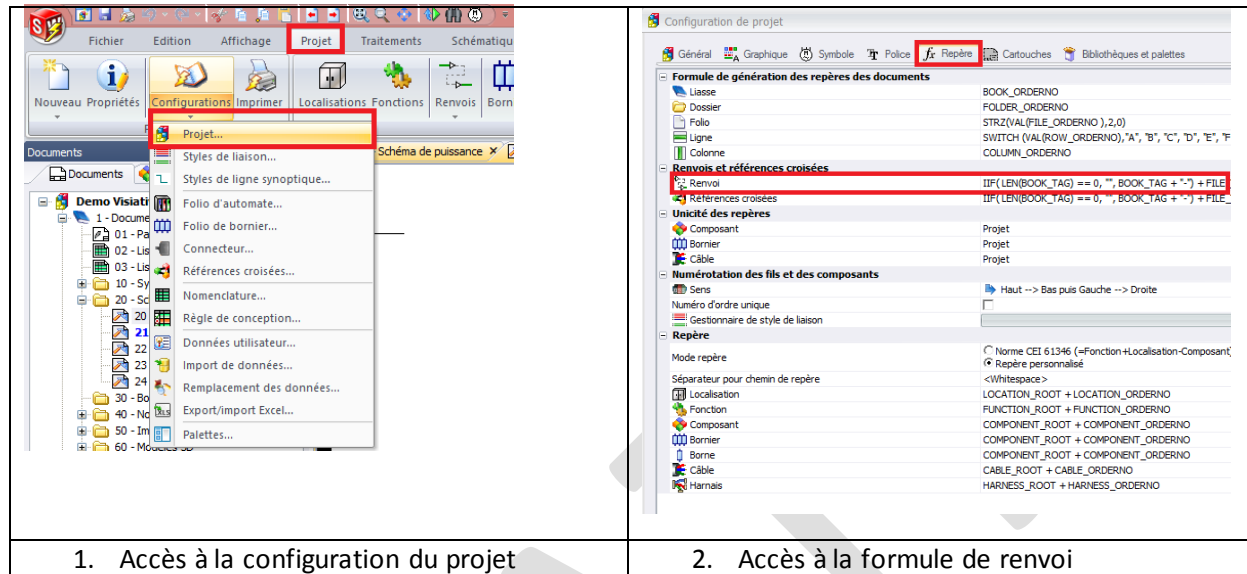 Fichier Edition Affichage Projet Traitements Schématiqu
Nouveau Propriétés Configurations Imprimer Localisations Fonctions Renvois Born
Projet...
Styles de liaison...
Styles de ligne synoptique...
Folio d'automate...
Folio de bornier...
Connecteur...
Références croisées...
Nomenclature...
Règle de conception...
Données utilisateur...
Import de données...
Remplacement des données...
Export/import Excel...
Palettes...
Documents
Schéma de puissance
Documents
Demo Visiati
1 - Docume
01 - Pa
02 - Lis
03 - Lis
10 - Sy
20 - Sc
20
21
22
23
24
30 - Bo
40 - No
50 - Im
60 - Modèles 3D
1. Accès à la configuration du projet
Configuration de projet
Général Graphique Symbole Police Repère Cartouches Bibliothèques et palettes
Formule de génération des repères des documents
Liasse BOOK_ORDERNO
Dossier FOLDER_ORDERNO
Folio STRZ(VAL(FILE_ORDERNO ),2,0)
Ligne SWITCH (VAL(ROW_ORDERNO),"A", "B", "C", "D", "E", "F
Colonne COLUMN_ORDERNO
Renvois et références croisées
Renvoi IIF( LEN(BOOK_TAG) == 0, "", BOOK_TAG + "-") + FILE_
Références croisées IIF( LEN(BOOK_TAG) == 0, "", BOOK_TAG + "-") + FILE_
Unicité des repères
Composant Projet
Bornier Projet
Câble Projet
Numérotation des fils et des composants
Sens Haut --> Bas puis Gauche --> Droite
Numéro d'ordre unique
Gestionnaire de style de liaison
Repère
Mode repère Norme CEI 61346 (=Fonction+Localisation-Composant)
Repère personnalisé
Séparateur pour chemin de repère <Whitespace>
Localisation LOCATION_ROOT + LOCATION_ORDERNO
Fonction FUNCTION_ROOT + FUNCTION_ORDERNO
Composant COMPONENT_ROOT + COMPONENT_ORDERNO
Bornier COMPONENT_ROOT + COMPONENT_ORDERNO
Borne COMPONENT_ROOT + COMPONENT_ORDERNO
Câble CABLE_ROOT + CABLE_ORDERNO
Harnais HARNESS_ROOT + HARNESS_ORDERNO
2. Accès à la formule de renvoi